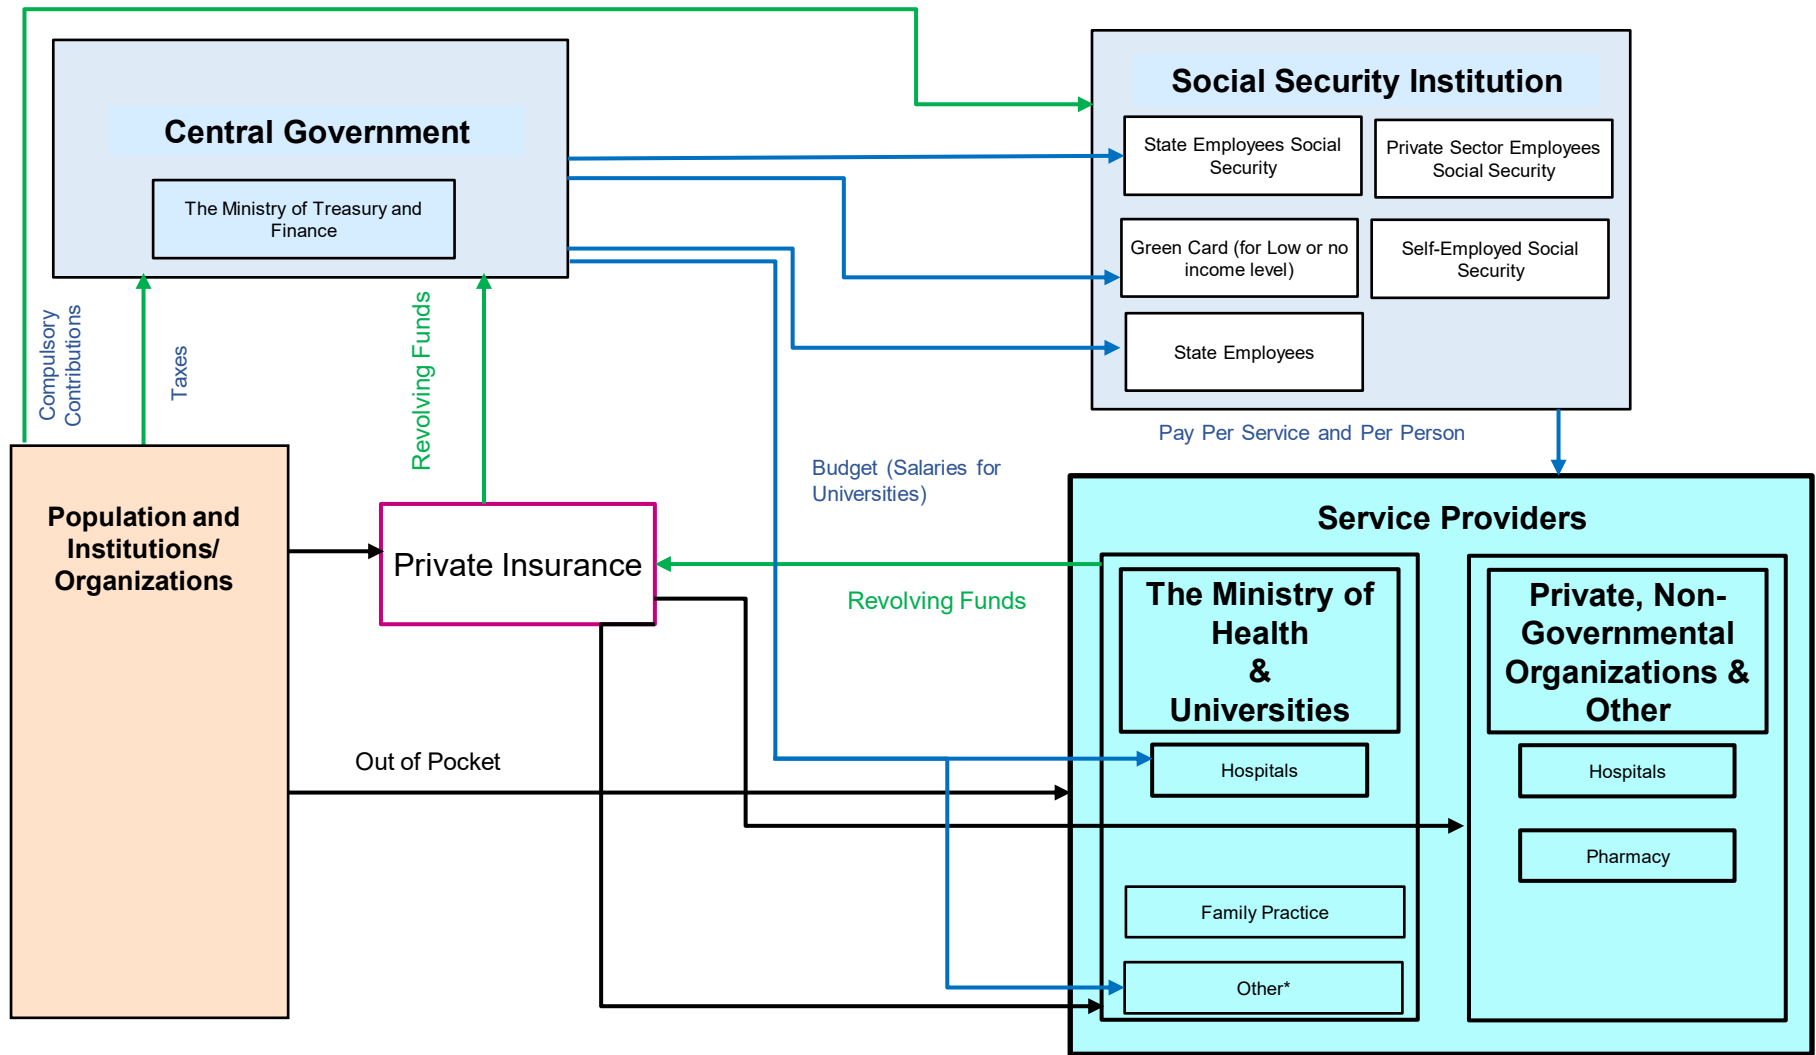 Central Government
The Ministry of Treasury and
Finance
Social Security Institution
State Employees Social
Security
Private Sector Employees
Social Security
Green Card (for Low or no
income level)
Self-Employed Social
Security
State Employees
Compulsory
Contributions
Taxes
Revolving Funds
Pay Per Service and Per Person
Budget (Salaries for
Universities)
Population and
Institutions/
Organizations
Private Insurance
Revolving Funds
Out of Pocket
Service Providers
The Ministry of
Health
&
Universities
Hospitals
Family Practice
Other*
Private, Non-
Governmental
Organizations &
Other
Hospitals
Pharmacy